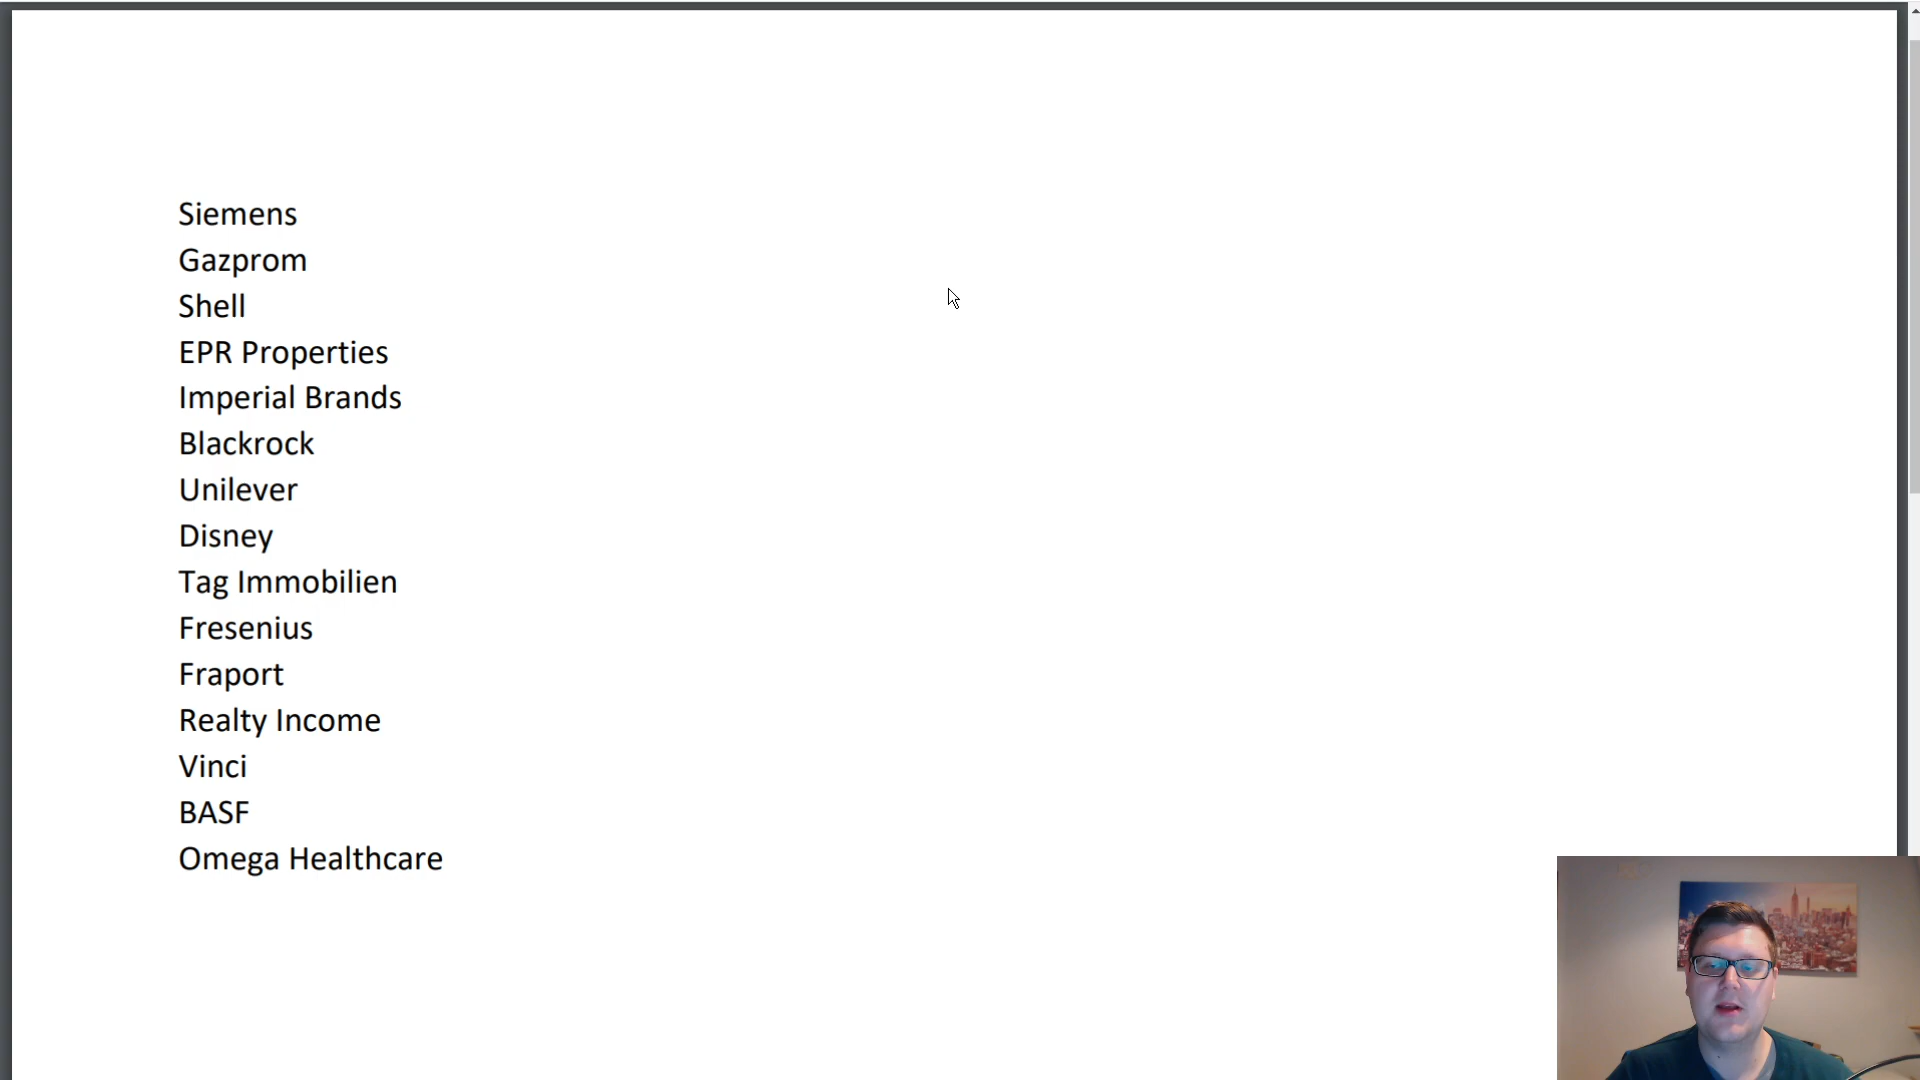 Siemens
Gazprom
Shell
EPR Properties
Imperial Brands
Blackrock
Unilever
Disney
Tag Immobilien
Fresenius
Fraport
Realty Income
Vinci
BASF
Omega Healthcare